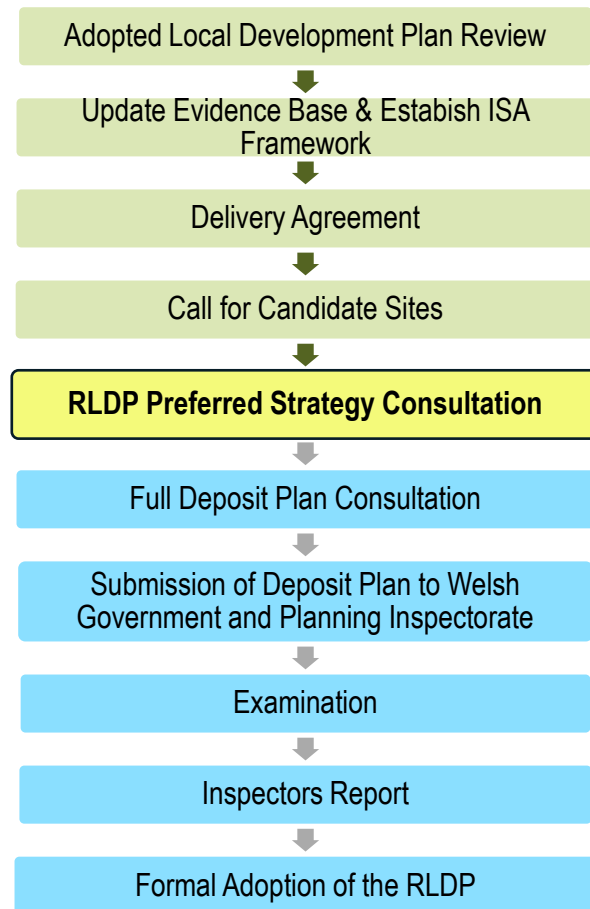 Adopted Local Development Plan Review
Update Evidence Base & Estabish ISA
Framework
Delivery Agreement
Call for Candidate Sites
RLDP Preferred Strategy Consultation
Full Deposit Plan Consultation
Submission of Deposit Plan to Welsh
Government and Planning Inspectorate
Examination
Inspectors Report
Formal Adoption of the RLDP